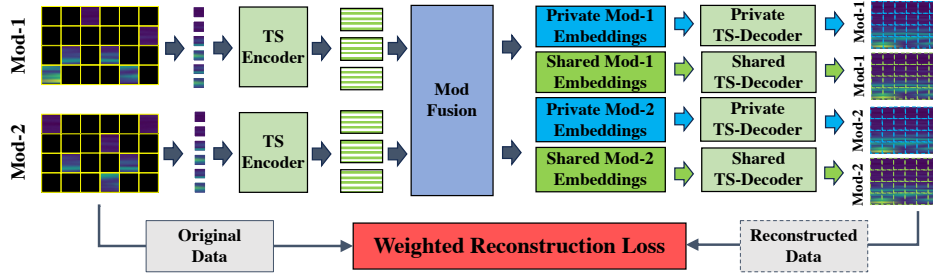 Mod-1
TS
Encoder
Mod
Fusion
Private Mod-1
Embeddings
Private
TS-Decoder
Mod-1
Shared Mod-1
Embeddings
Shared
TS-Decoder
Mod-1
Mod-2
TS
Encoder
Private Mod-2
Embeddings
Private
TS-Decoder
Mod-2
Shared Mod-2
Embeddings
Shared
TS-Decoder
Mod-2
Original
Data
Weighted Reconstruction Loss
Reconstructed
Data